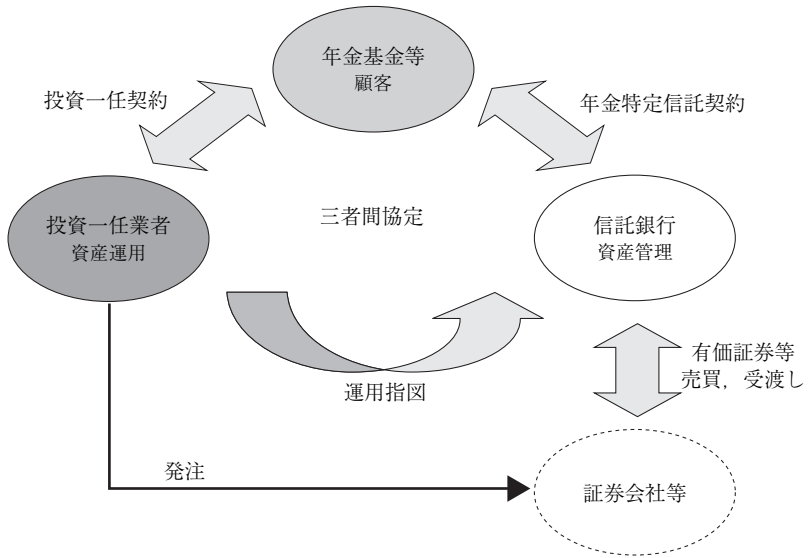 年金基金等
顧客
投資一任契約
年金特定信託契約
投資一任業者
資産運用
三者間協定
信託銀行
資産管理
運用指図
有価証券等
売買，受渡し
発注
証券会社等